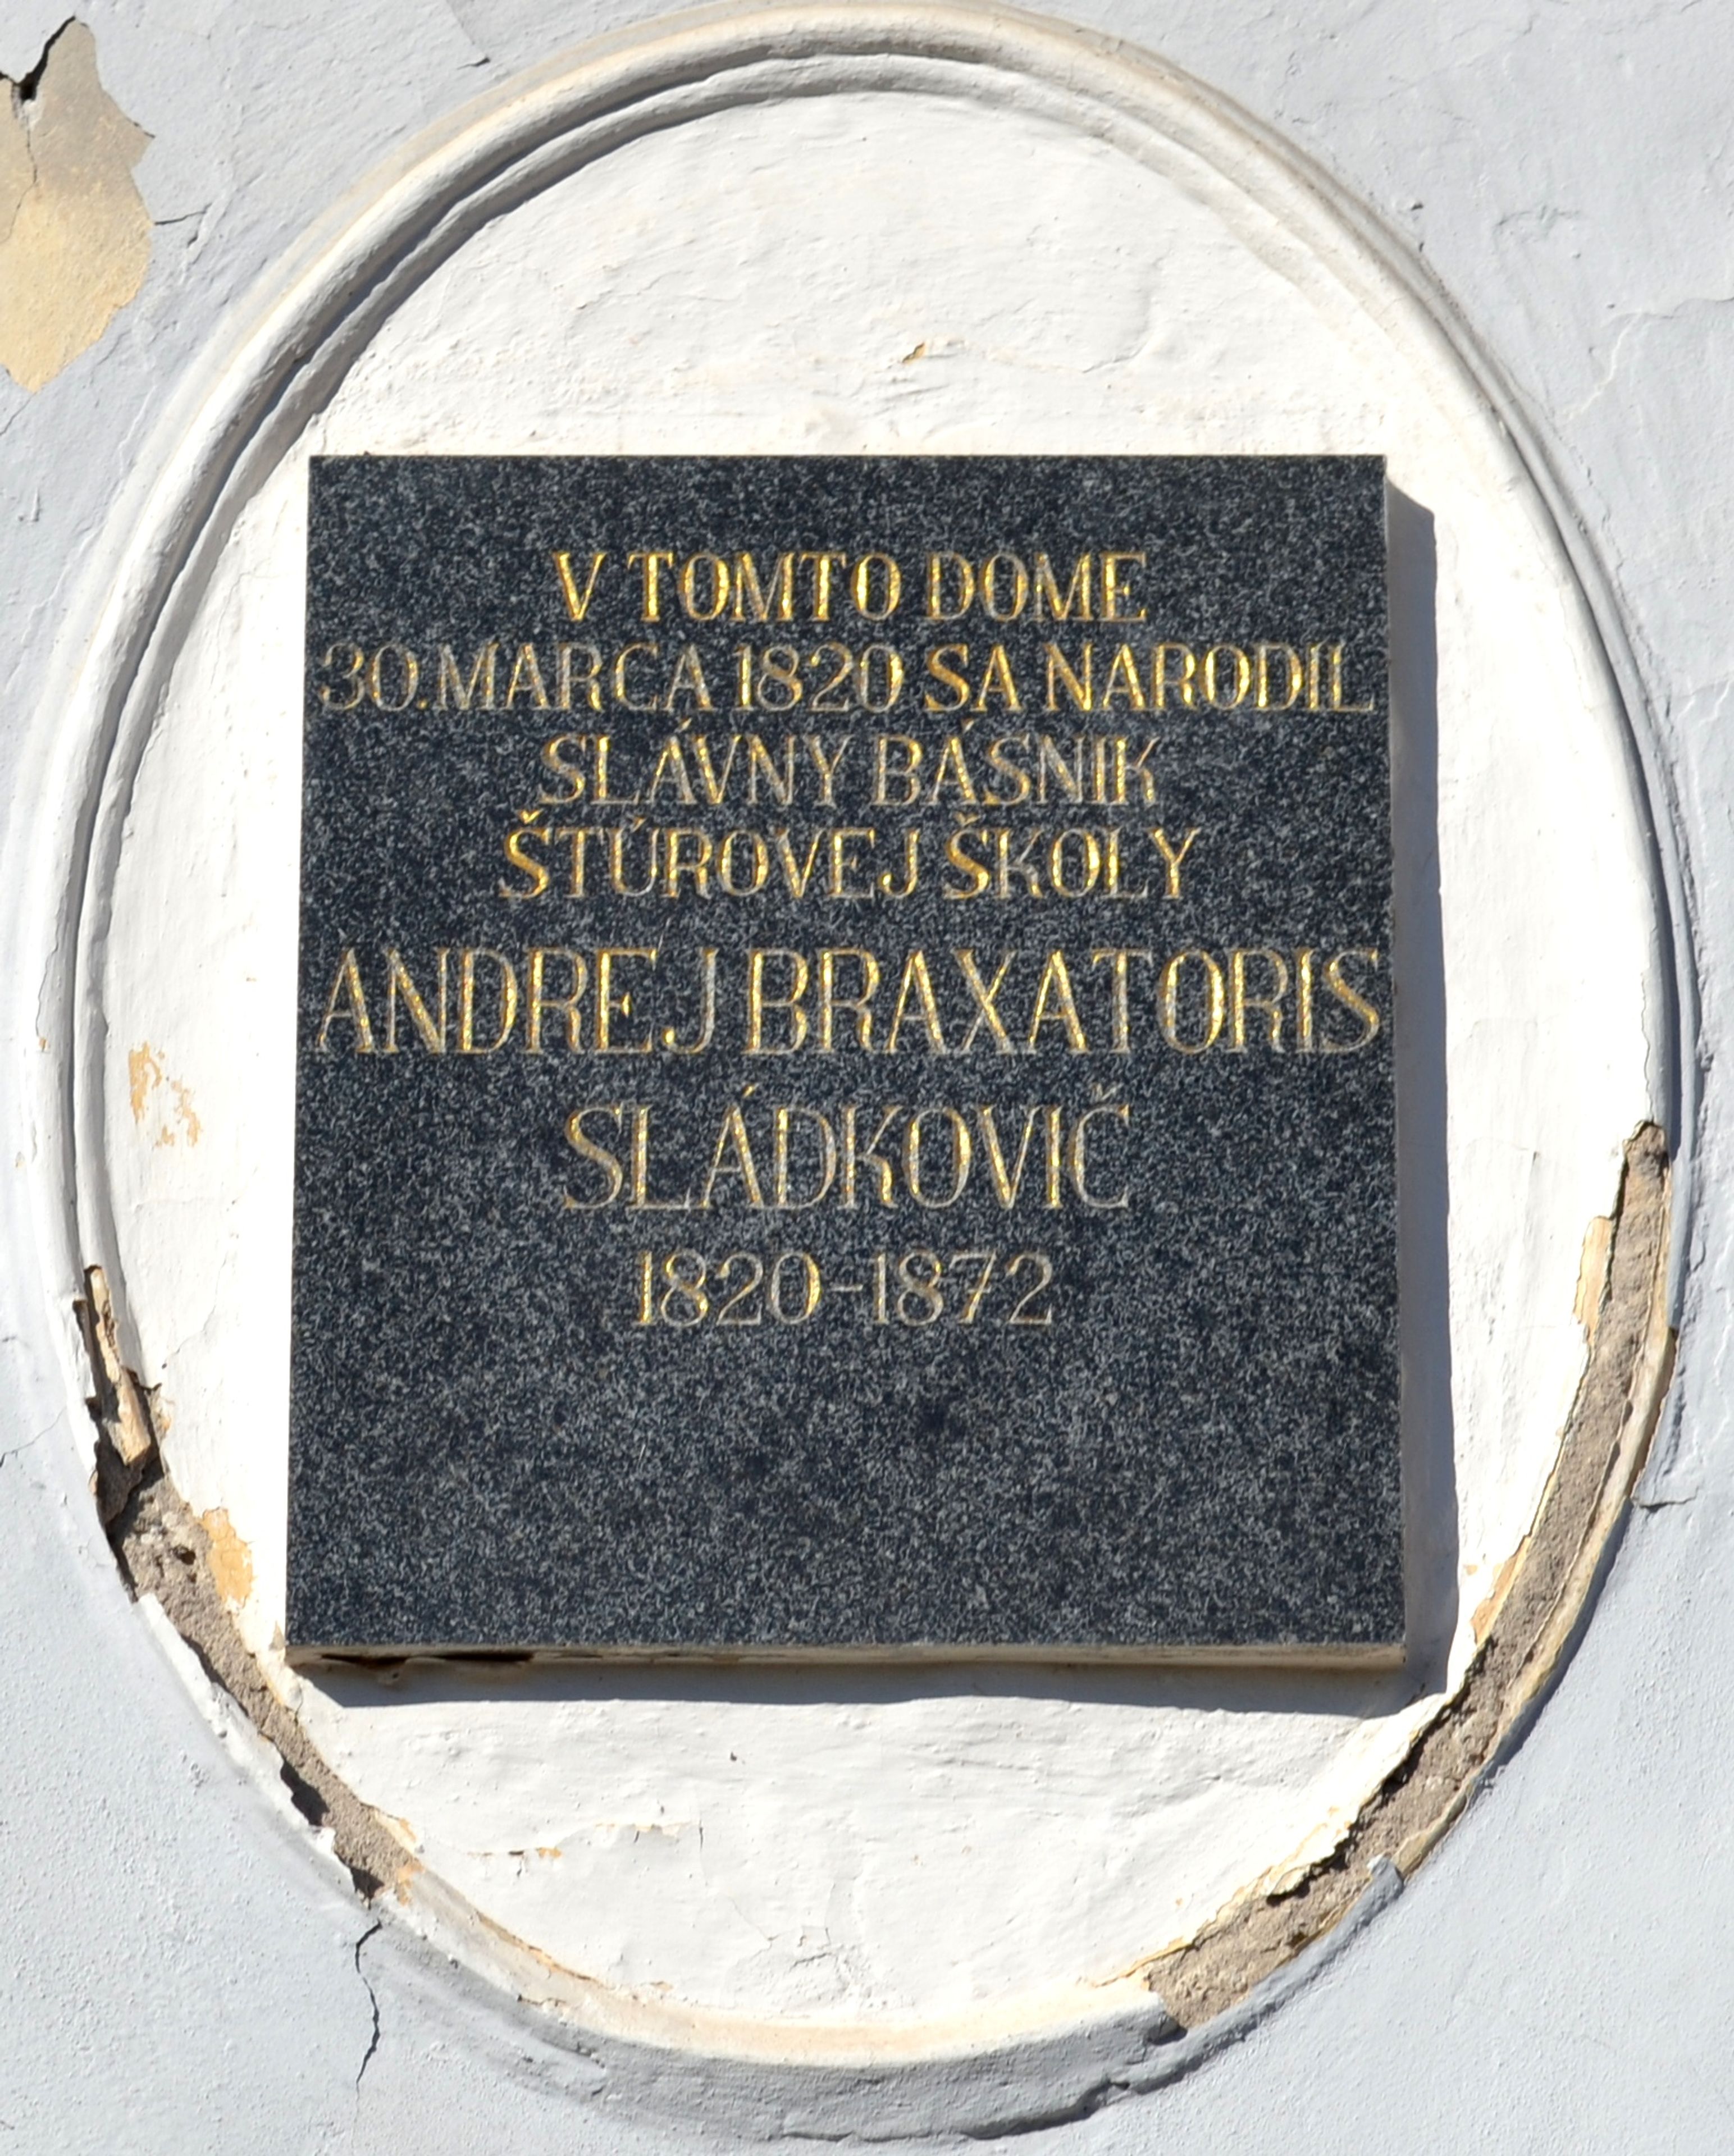 V TOMTO DOME
30. MARCA 1820 SA NARODIL
SLÁVNY BÁSNIK
ŠTÚROVEJ ŠKOLY
ANDREJ BRAXATORIS
SLÁDKOVIČ
1820-1872